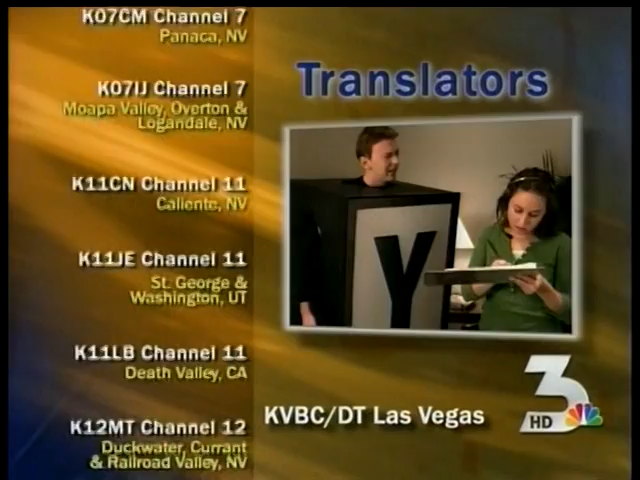 K07CM Channel 7
Panaca, NV
K07IJ Channel 7
Moapa Valley, Overton &
Logandale, NV
K11CN Channel 11
Caliente, NV
K11JE Channel 11
St. George &
Washington, UT
K11LB Channel 11
Death Valley, CA
K12MT Channel 12
Duckwater, Currant
& Railroad Valley, NV
Translators
Y
KVBC/DT Las Vegas
3
HD